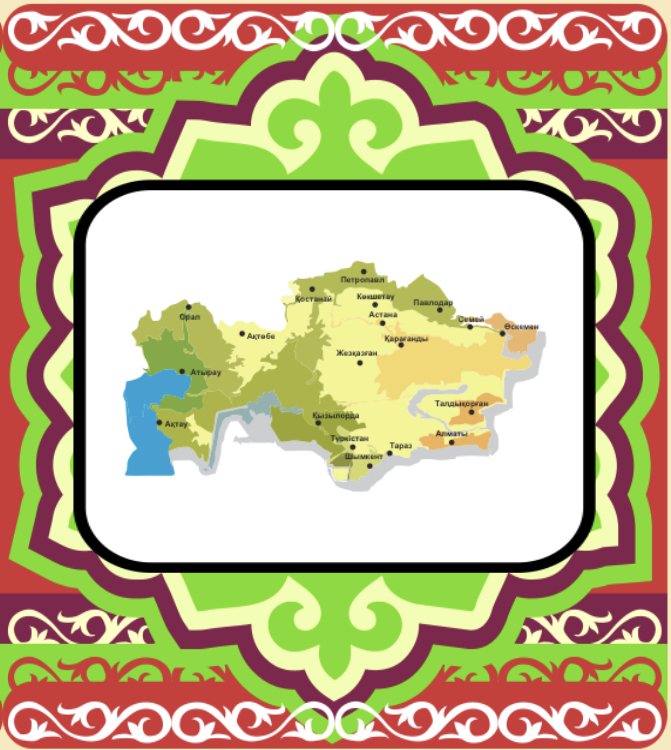 Петропавл
Қостанай
Көкшетау
Павлодар
Астана
Орал
Семей
Өскемен
Ақтөбе
Қарағанды
Жезқазған
Атырау
Талдықорған
Қызылорда
Ақтау
Алматы
Түркістан
Тараз
Шымкент